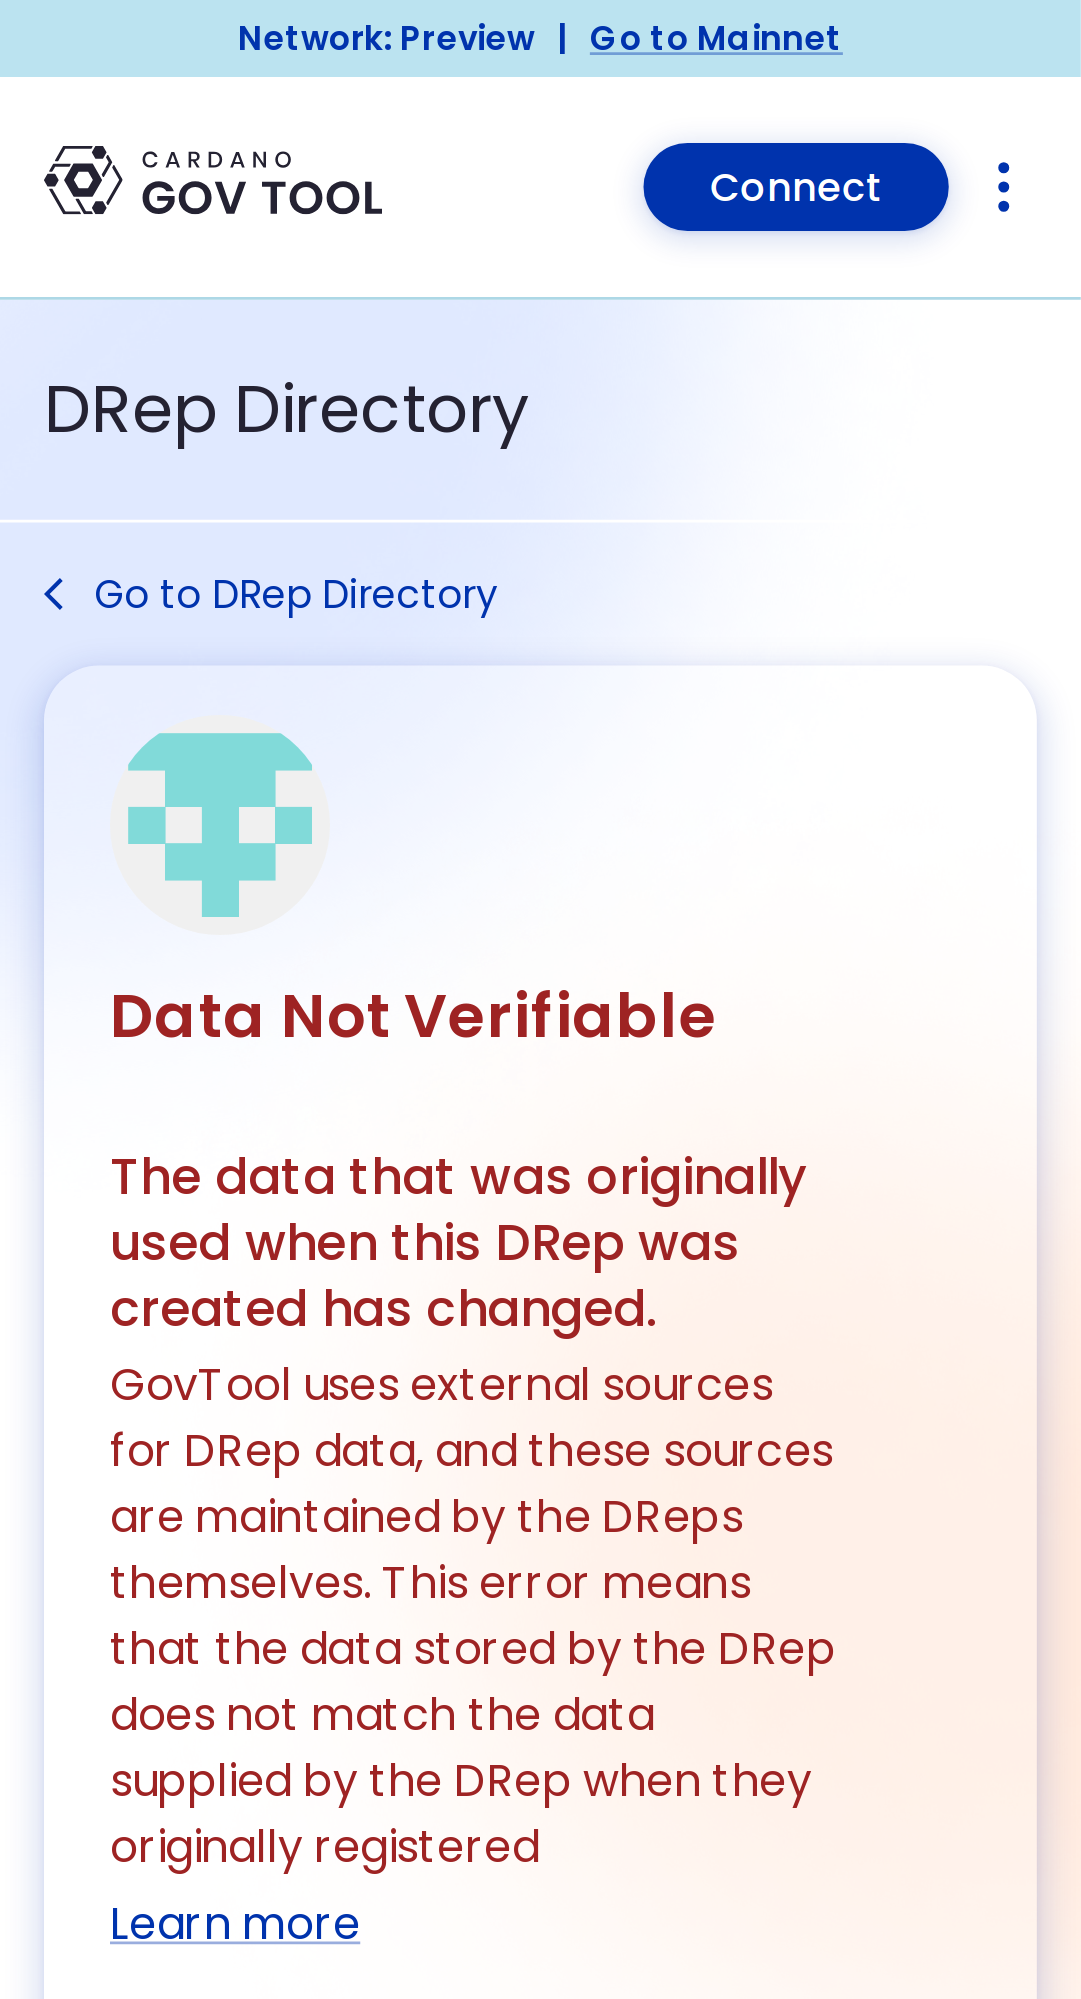 Network: Preview | Go to Mainnet
CARDANO
GOV TOOL
Connect
DRep Directory
Go to DRep Directory
Data Not Verifiable
The data that was originally
used when this DRep was
created has changed.
GovTool uses external sources
for DRep data, and these sources
are maintained by the DReps
themselves. This error means
that the data stored by the DRep
does not match the data
supplied by the DRep when they
originally registered
Learn more